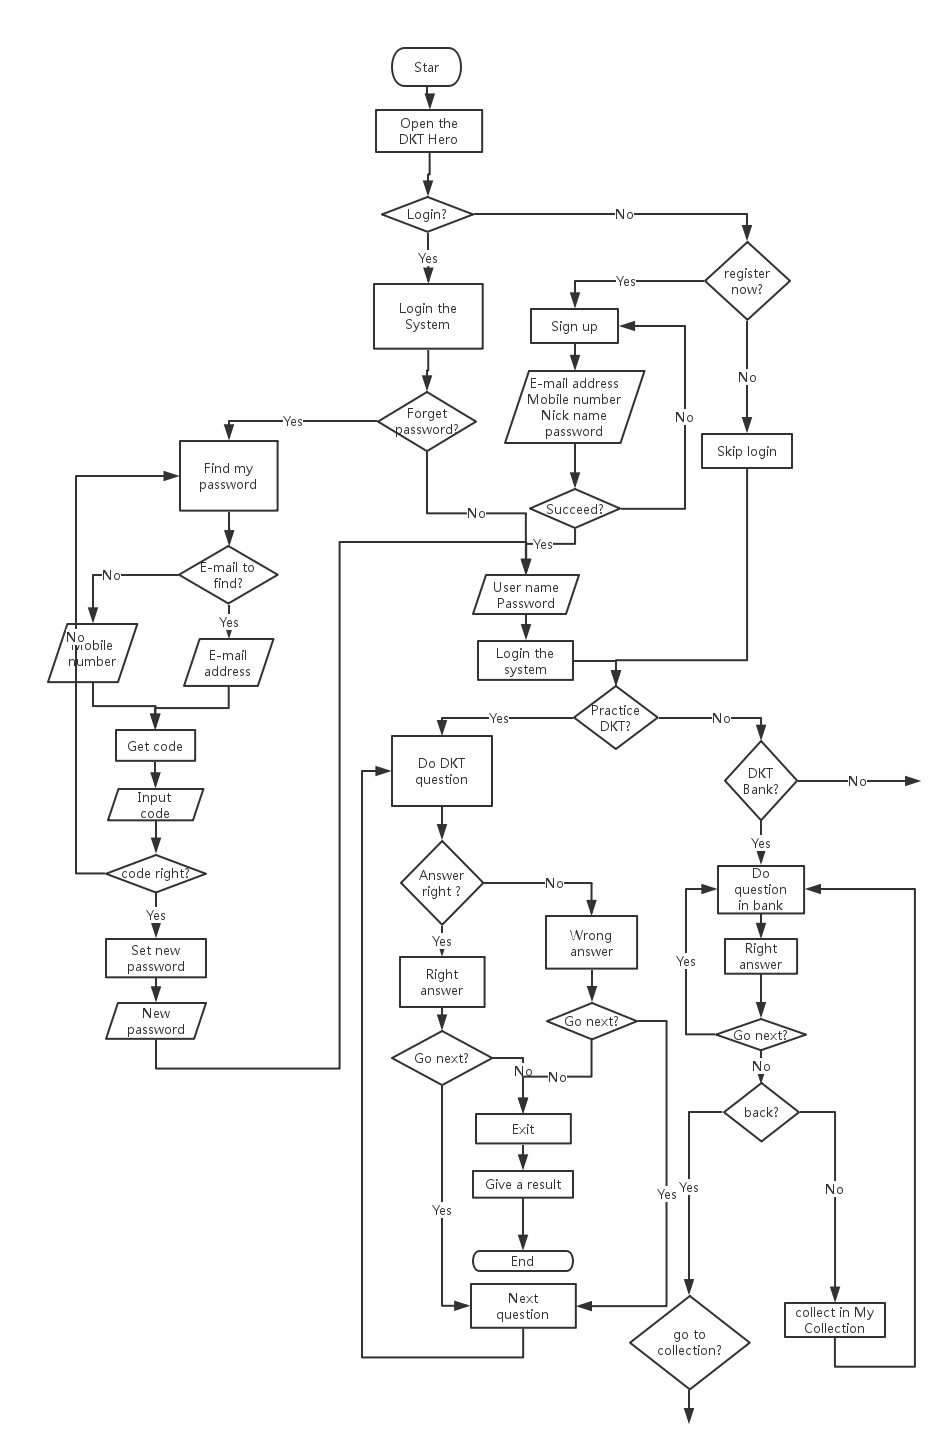 Star
Open the
DKT Hero
Login?
No
Yes
register
now?
Login the
System
Yes
Sign up
No
E-mail address
Mobile number
Nick name
password
Forget
password?
Yes
No
Skip login
Find my
password
No
Succeed?
Yes
E-mail to
find?
No
User name
Password
Yes
No
Mobile
number
E-mail
address
Login the
system
Practice
DKT?
Yes
No
Get code
Do DKT
question
DKT
Bank?
No
Input
code
Yes
code right?
Answer
right ?
No
Do
question
in bank
Yes
Yes
Set new
password
Wrong
answer
Right
answer
Yes
Right
answer
New
password
Go next?
Go next?
Go next?
No
No
No
back?
Exit
Give a result
Yes
Yes
No
Yes
End
Next
question
collect in My
Collection
go to
collection?